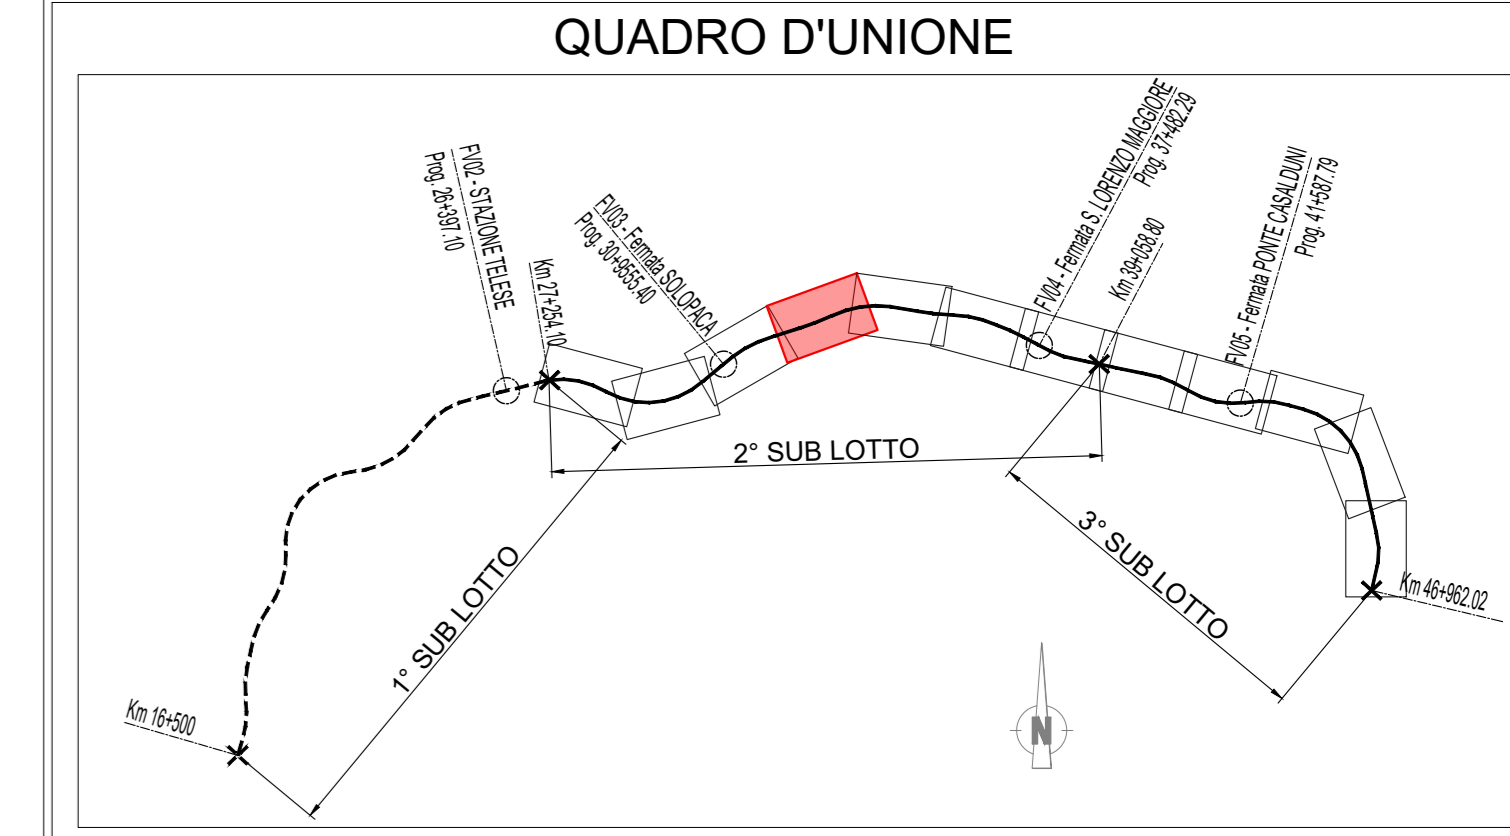 QUADRO D'UNIONE
FV02 - STAZIONE TELESE
Prog. 26+397.10
Km 27+254.10
FV03 - Fermata SOLOPACA
Prog. 30+9555.40
FV04 - Fermata S. LORENZO MAGGIORE
Prog. 37+482.29
Km 39+058.80
FV05 - Fermata PONTE CASALDUNI
Prog. 41+587.79
2° SUB LOTTO
1° SUB LOTTO
3° SUB LOTTO
Km 46+962.02
Km 16+500
N